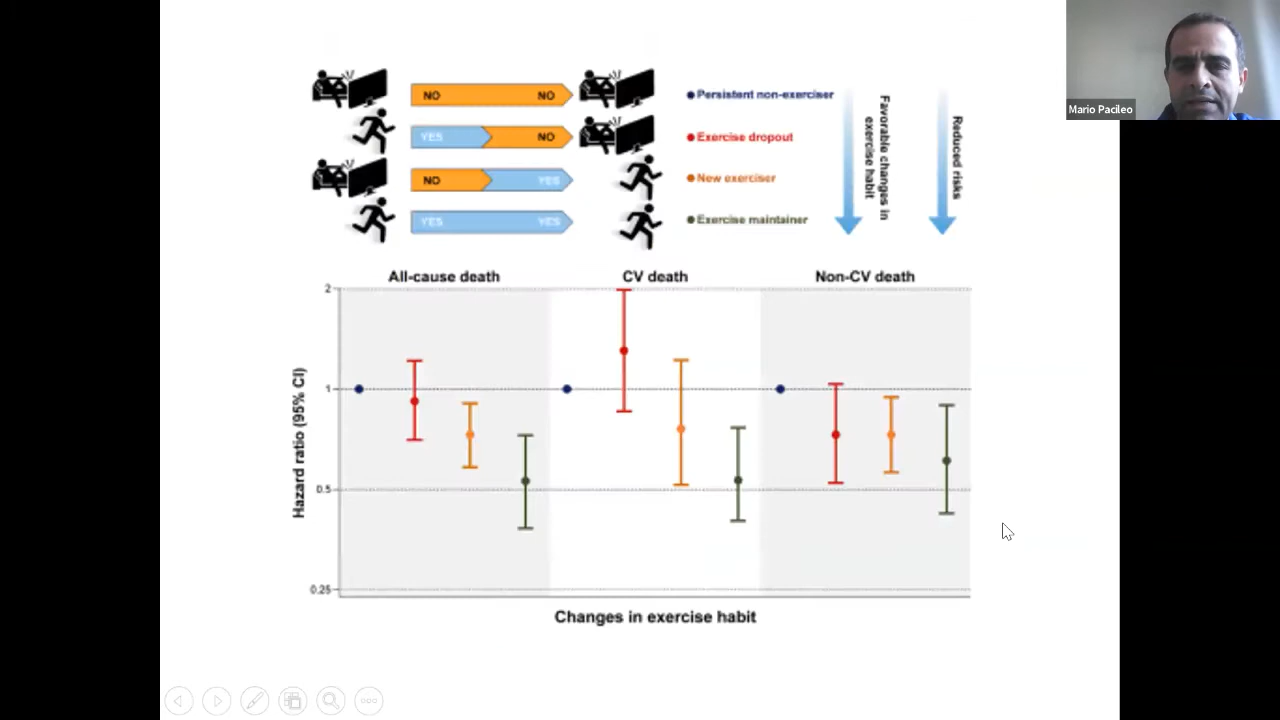 Mario Pacileo
NO NO
Persistent non-exerciser
YES NO
Exercise dropout
NO YES
New exerciser
YES YES
Exercise maintainer
Favorable changes in
exercise habit
Reduced risks
All-cause death
CV death
Non-CV death
2
1
0.5
0.25
Hazard ratio (95% CI)
Changes in exercise habit